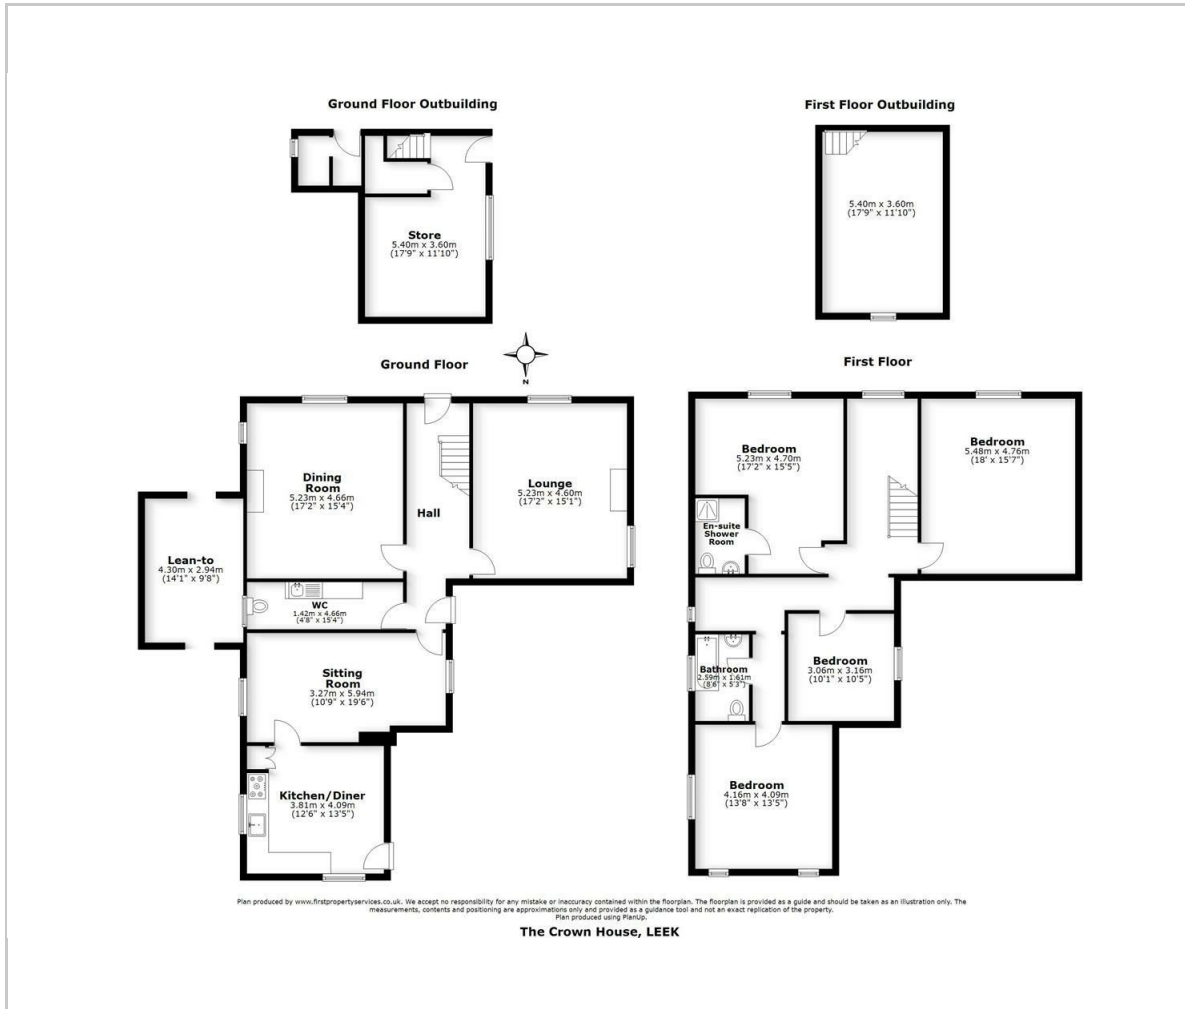 Ground Floor Outbuilding
First Floor Outbuilding
Store
5.40m x 3.60m
(17'9" x 11'10")
5.40m x 3.60m
(17'9" x 11'10")
Ground Floor
N
First Floor
Dining
Room
5.23m x 4.66m
(17'2" x 15'4")
Lounge
5.23m x 4.60m
(17'2" x 15'1")
Hall
Lean-to
4.30m x 2.94m
(14'1" x 9'8")
WC
1.42m x 4.66m
(4'8" x 15'4")
Sitting
Room
3.27m x 5.94m
(10'9" x 19'6")
Kitchen/Diner
3.81m x 4.09m
(12'6" x 13'5")
Bedroom
5.23m x 4.70m
(17'2" x 15'5")
Bedroom
5.48m x 4.76m
(18' x 15'7")
En-suite
Shower
Room
Bathroom
2.59m x 1.61m
(8'6" x 5'3")
Bedroom
3.06m x 3.16m
(10'1" x 10'5")
Bedroom
4.16m x 4.09m
(13'8" x 13'5")
Plan produced by www.firstpropertyservices.co.uk. We accept no responsibility for any mistake or inaccuracy contained within the floorplan. The floorplan is provided as a guide and should be taken as an illustration only. The
measurements, contents and positioning are approximations only and provided as a guidance tool and not an exact replication of the property.
Plan produced using PlanUp.
The Crown House, LEEK